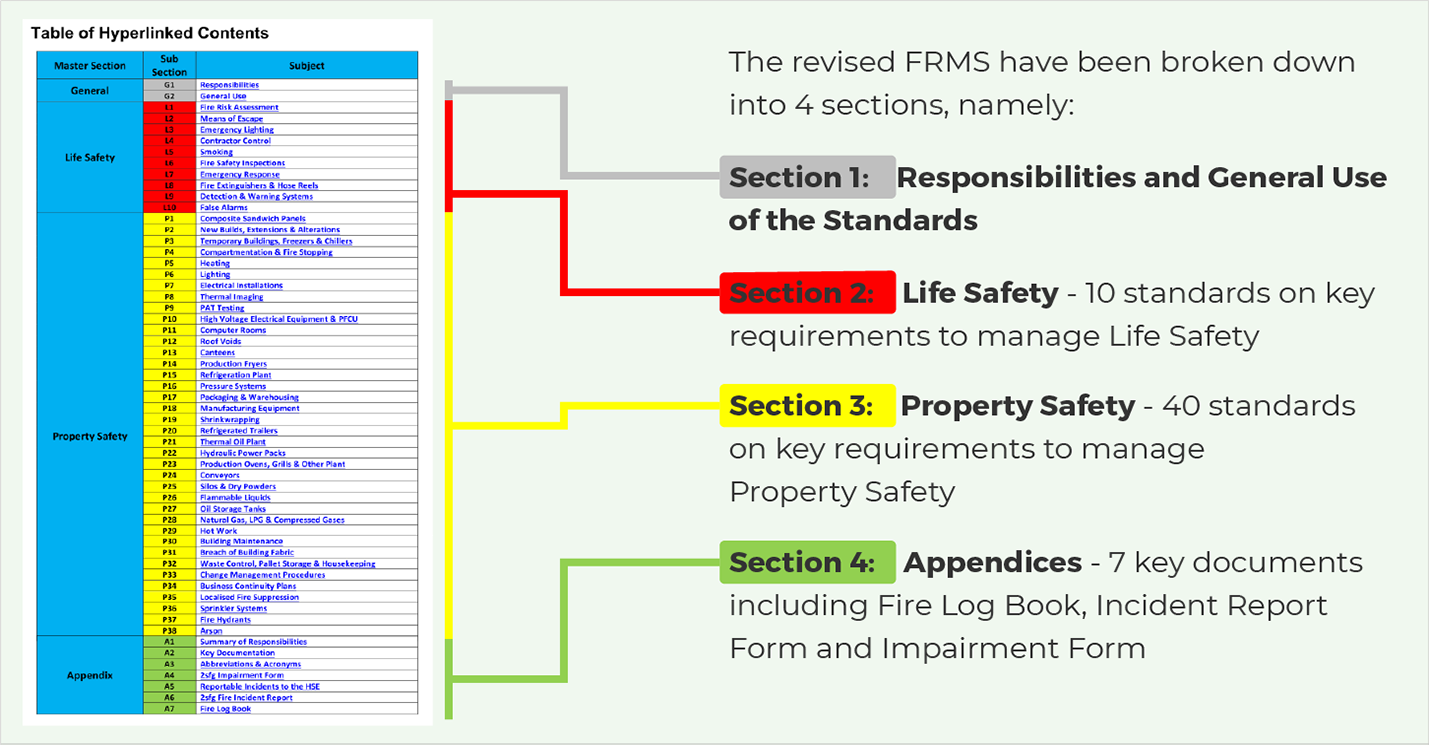 Table of Hyperlinked Contents
Master Section Sub Section Subject
General
G1 Responsibilities
G2 General Use
Life Safety
L1 Fire Risk Assessment
L2 Means of Escape
L3 Emergency Lighting
L4 Contractor Control
L5 Smoking
L6 Fire Safety Inspections
L7 Emergency Response
L8 Fire Extinguishers & Hose Reels
L9 Detection & Warning Systems
L10 False Alarms
Property Safety
P1 Composite Sandwich Panels
P2 New Builds, Extensions & Alterations
P3 Temporary Buildings, Freezers & Chillers
P4 Compartmentation & Fire Stopping
P5 Heating
P6 Lighting
P7 Electrical Installations
P8 Thermal Imaging
P9 PAT Testing
P10 High Voltage Electrical Equipment & PFCU
P11 Computer Rooms
P12 Roof Voids
P13 Canteens
P14 Production Fryers
P15 Refrigeration Plant
P16 Pressure Systems
P17 Packaging & Warehousing
P18 Manufacturing Equipment
P19 Shrinkwrapping
P20 Refrigerated Trailers
P21 Thermal Oil Plant
P22 Hydraulic Power Packs
P23 Production Ovens, Grills & Other Plant
P24 Conveyors
P25 Silos & Dry Powders
P26 Flammable Liquids
P27 Oil Storage Tanks
P28 Natural Gas, LPG & Compressed Gases
P29 Hot Work
P30 Building Maintenance
P31 Breach of Building Fabric
P32 Waste Control, Pallet Storage & Housekeeping
P33 Change Management Procedures
P34 Business Continuity Plans
P35 Localised Fire Suppression
P36 Sprinkler Systems
P37 Fire Hydrants
P38 Arson
Appendix
A1 Summary of Responsibilities
A2 Key Documentation
A3 Abbreviations & Acronyms
A4 2sfg Impairment Form
A5 Reportable Incidents to the HSE
A6 2sfg Fire Incident Report
A7 Fire Log Book
The revised FRMS have been broken down
into 4 sections, namely:
Section 1: Responsibilities and General Use
of the Standards
Section 2: Life Safety - 10 standards on key
requirements to manage Life Safety
Section 3: Property Safety - 40 standards
on key requirements to manage
Property Safety
Section 4: Appendices - 7 key documents
including Fire Log Book, Incident Report
Form and Impairment Form